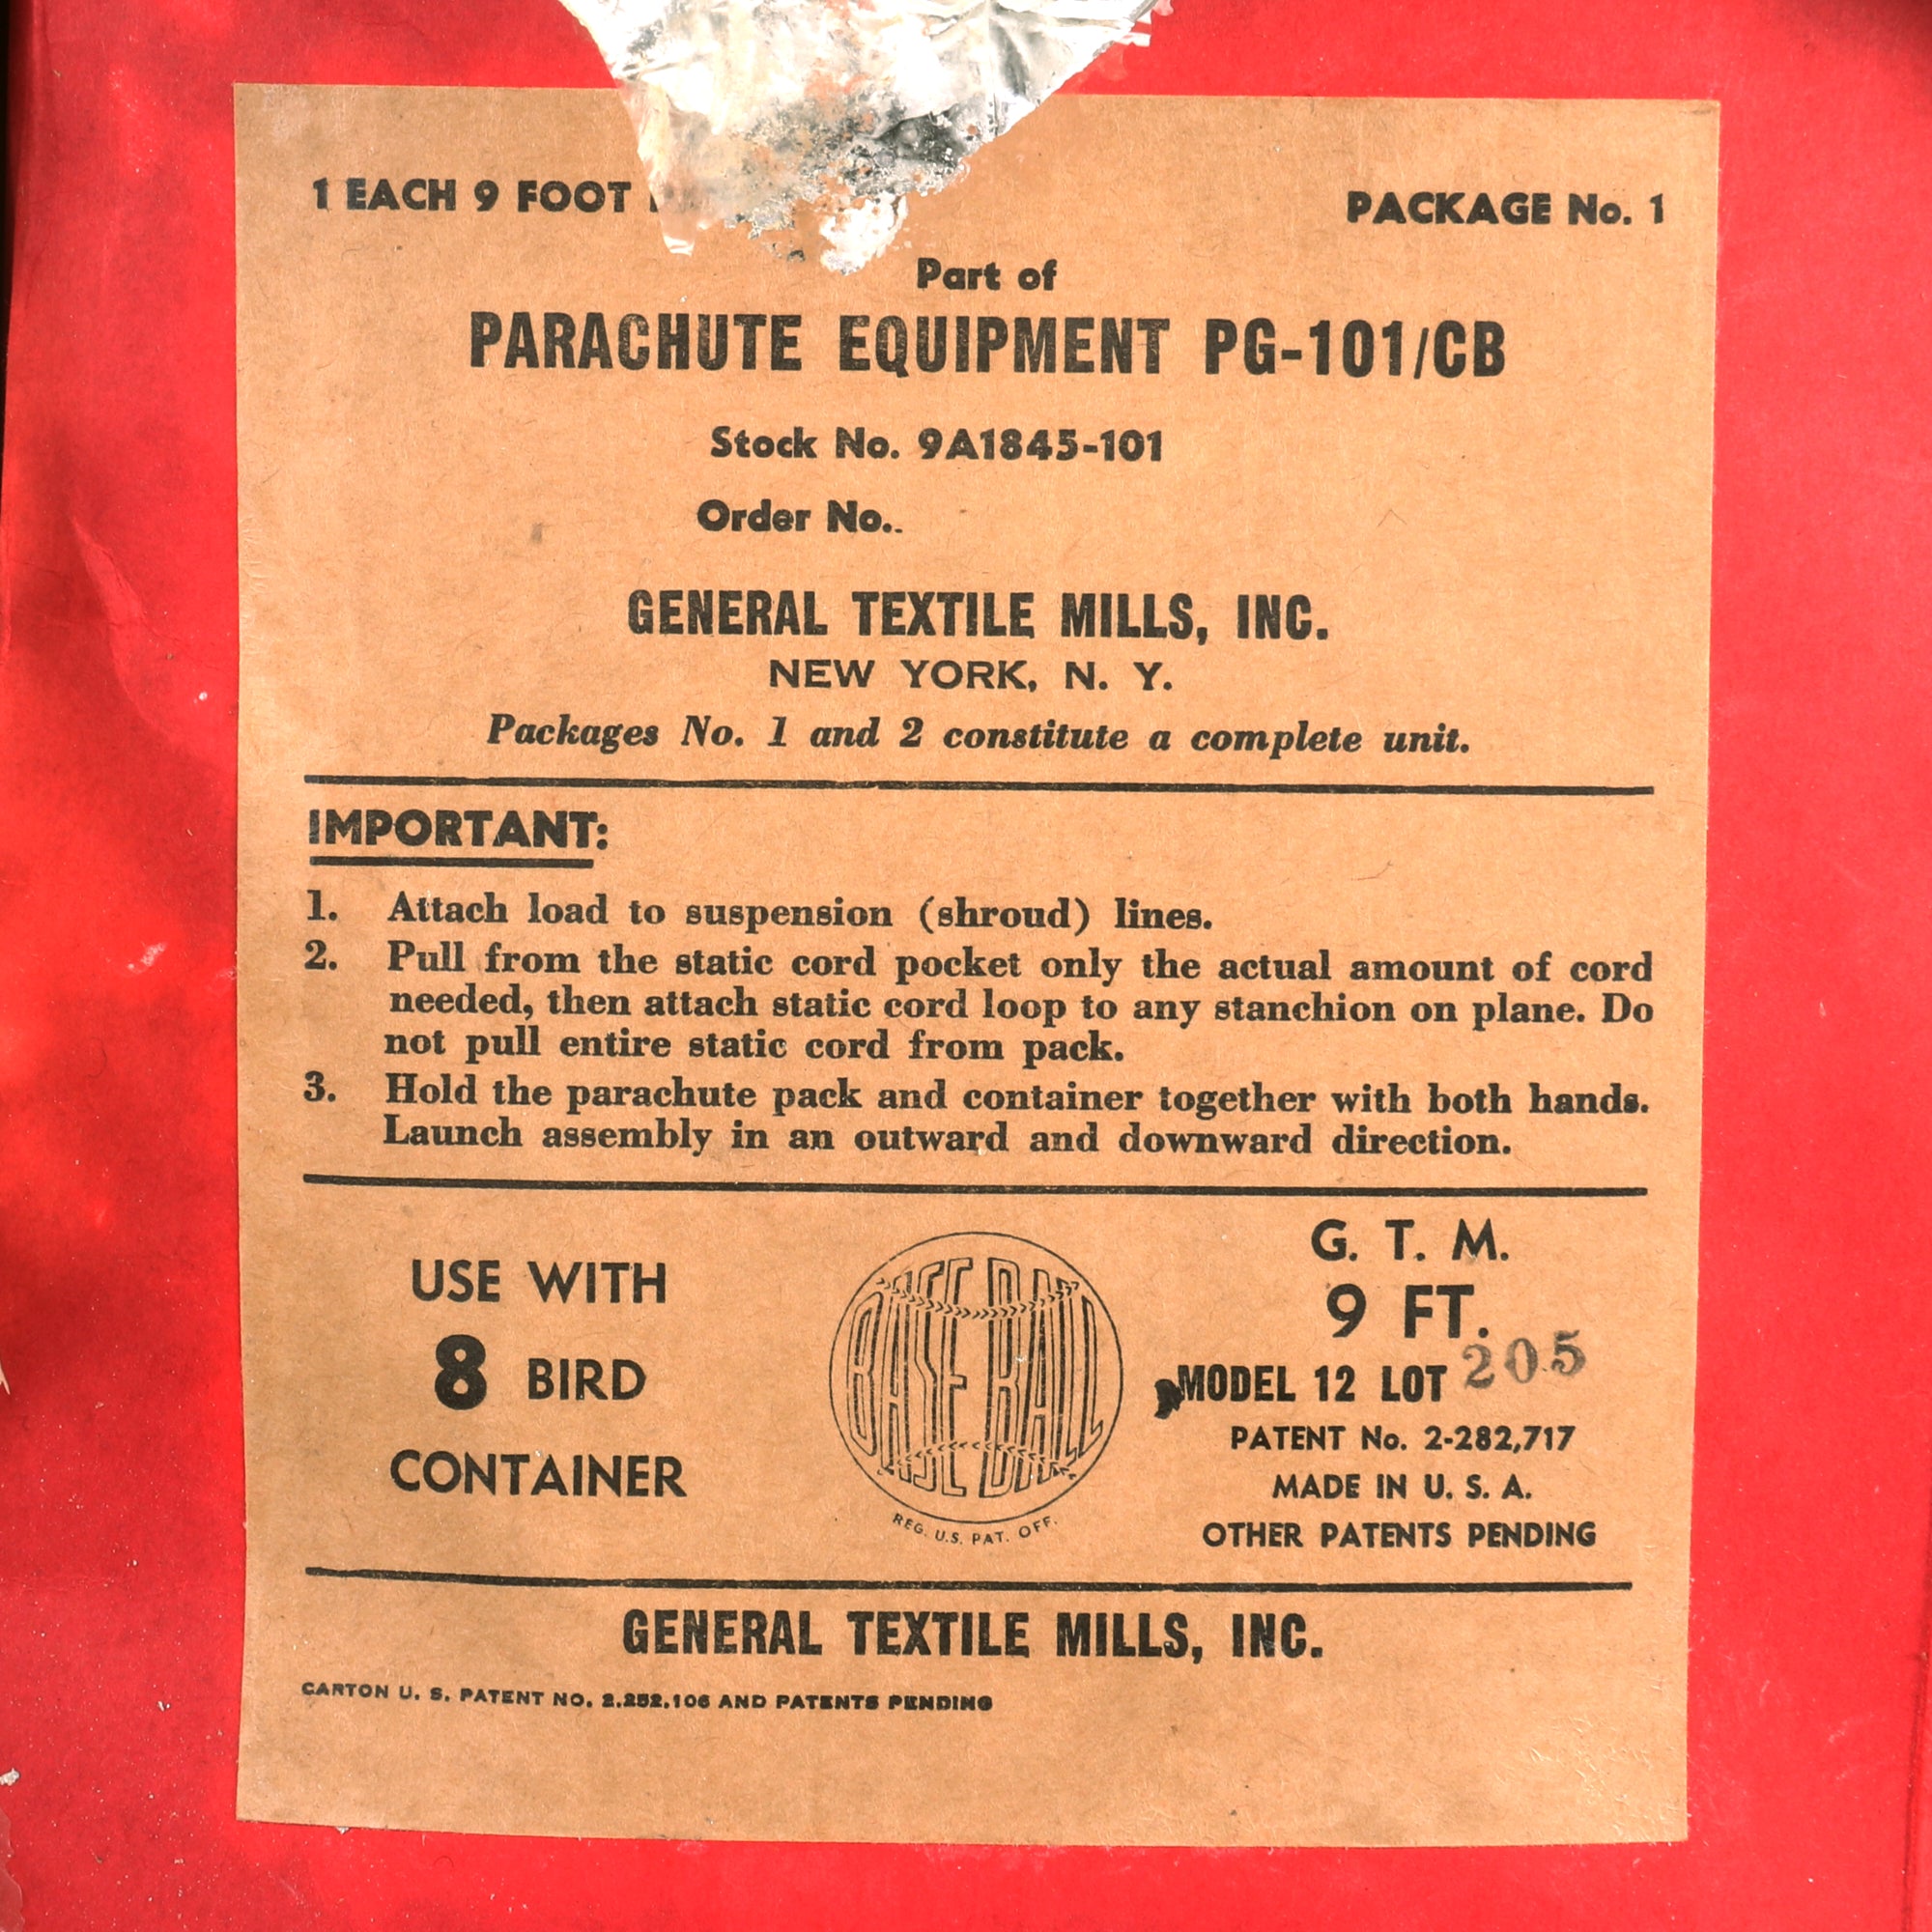 1 EACH 9 FOOT
PACKAGE No. 1
Part of
PARACHUTE EQUIPMENT PG-101/CB
Stock No. 9A1845-101
Order No..
GENERAL TEXTILE MILLS, INC.
NEW YORK, N. Y.
Packages No. 1 and 2 constitute a complete unit.
IMPORTANT:
1. Attach load to suspension (shroud) lines.
2. Pull from the static cord pocket only the actual amount of cord
needed, then attach static cord loop to any stanchion on plane. Do
not pull entire static cord from pack.
3. Hold the parachute pack and container together with both hands.
Launch assembly in an outward and downward direction.
USE WITH
8 BIRD
CONTAINER
BASE BALL
REG. U.S. PAT. OFF.
G. T. M.
9 FT.
MODEL 12 LOT 205
PATENT No. 2-282,717
MADE IN U. S. A.
OTHER PATENTS PENDING
GENERAL TEXTILE MILLS, INC.
CARTON U. S. PATENT NO. 2,252,106 AND PATENTS PENDING